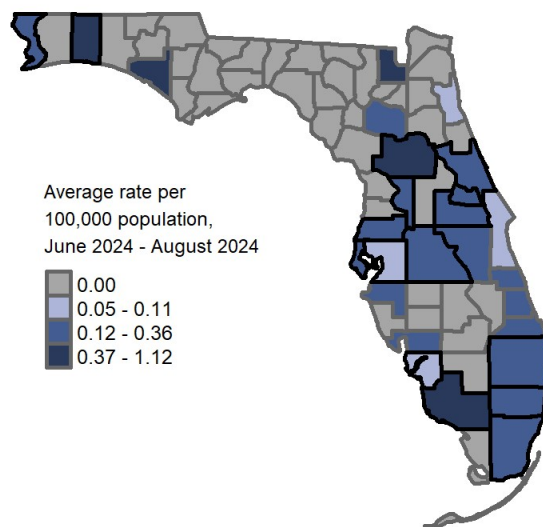 Average rate per
100,000 population,
June 2024 - August 2024
0.00
0.05 - 0.11
0.12 - 0.36
0.37 - 1.12